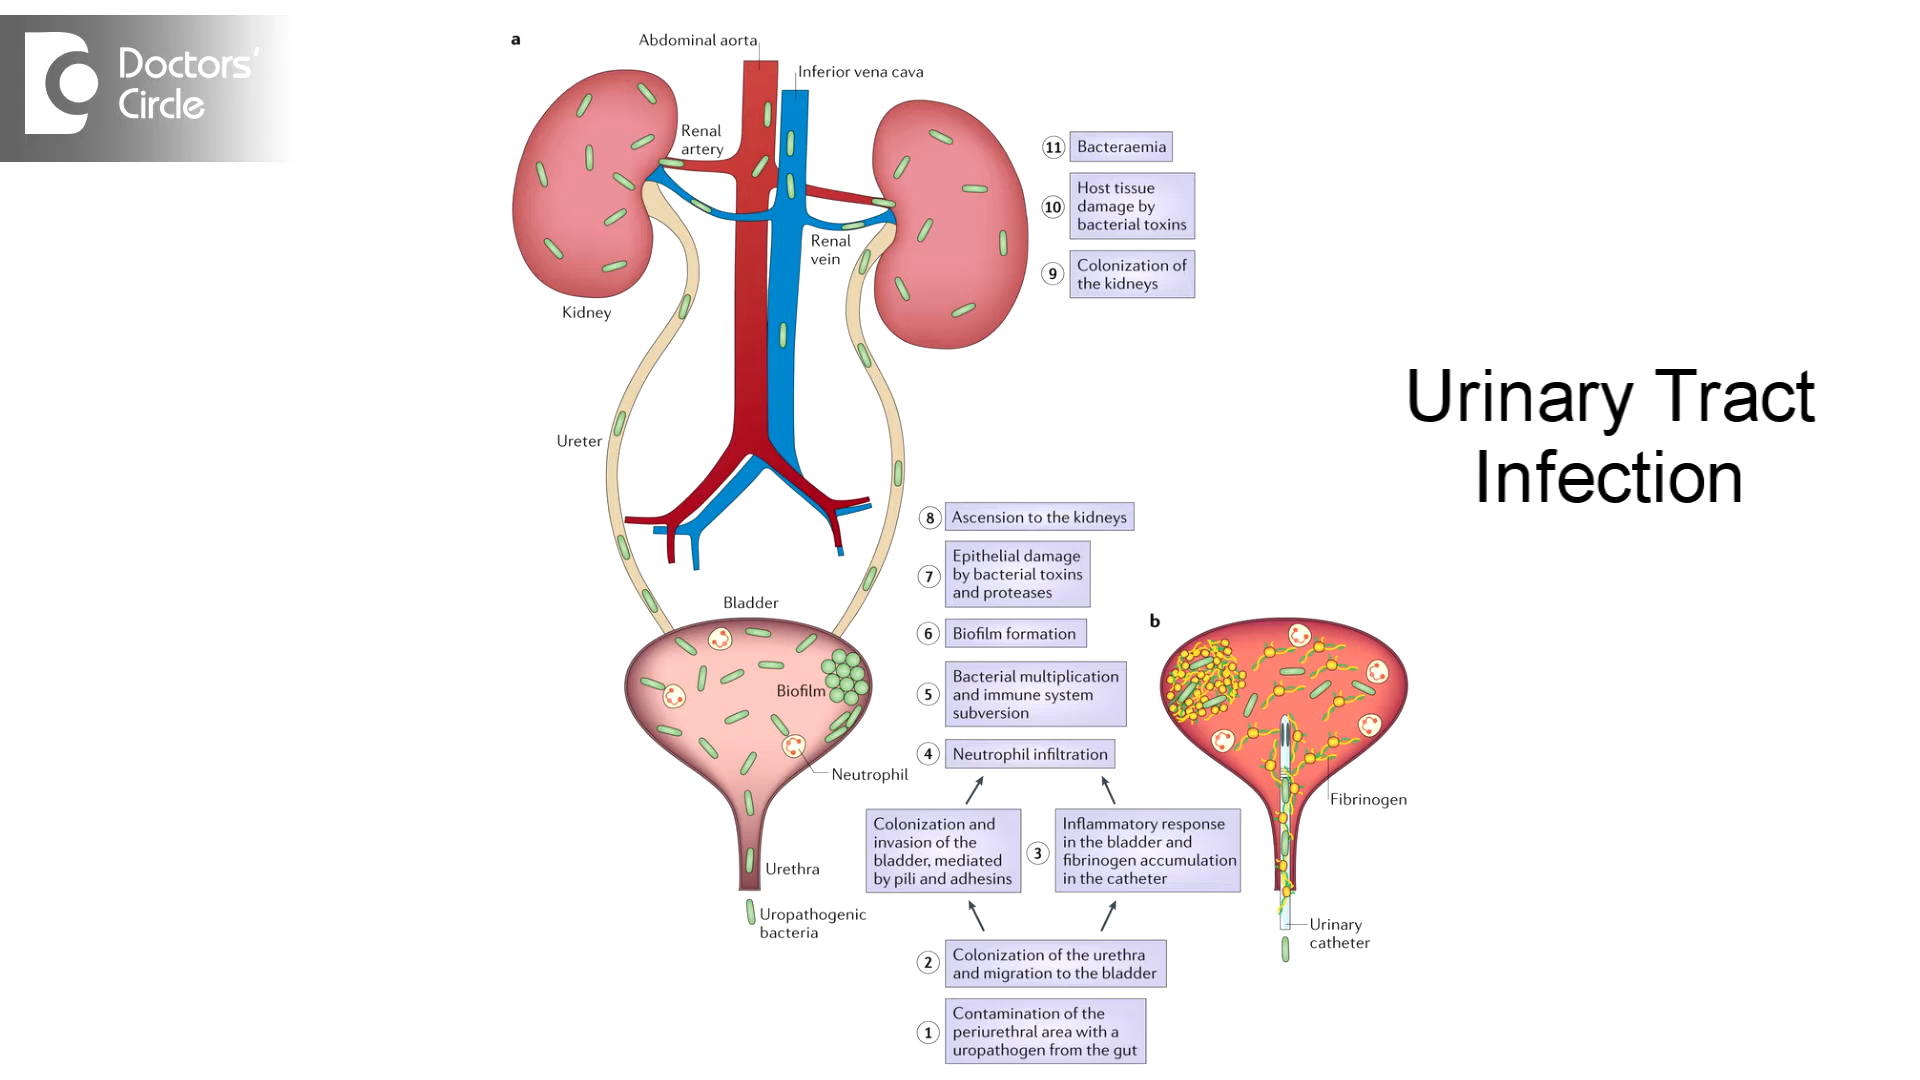 Doctors'
Circle
a
Abdominal aorta
Inferior vena cava
Renal
artery
Renal
vein
Kidney
Ureter
11
Bacteraemia
10
Host tissue
damage by
bacterial toxins
9
Colonization of
the kidneys
Urinary Tract
Infection
8
Ascension to the kidneys
7
Epithelial damage
by bacterial toxins
and proteases
6
Biofilm formation
5
Bacterial multiplication
and immune system
subversion
4
Neutrophil infiltration
Bladder
Biofilm
Neutrophil
Urethra
Uropathogenic
bacteria
Colonization and
invasion of the
bladder, mediated
by pili and adhesins
3
Inflammatory response
in the bladder and
fibrinogen accumulation
in the catheter
2
Colonization of the urethra
and migration to the bladder
1
Contamination of the
periurethral area with a
uropathogen from the gut
b
Fibrinogen
Urinary
catheter